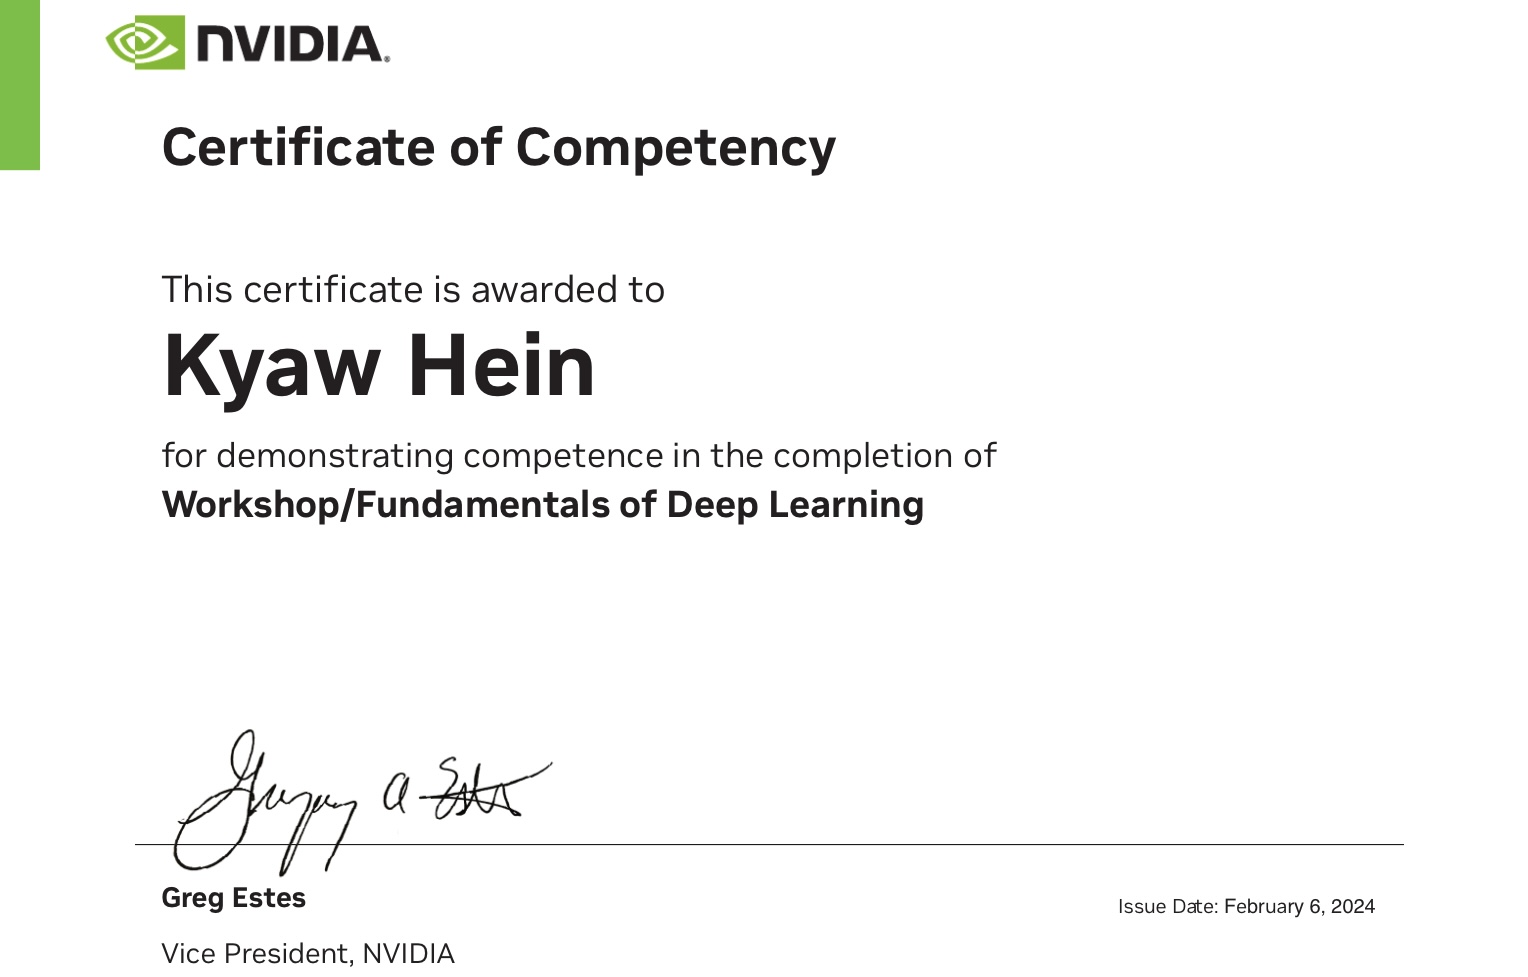 NVIDIA.
Certificate of Competency
This certificate is awarded to
Kyaw Hein
for demonstrating competence in the completion of
Workshop/Fundamentals of Deep Learning
Gregory A Estes
Greg Estes
Issue Date: February 6, 2024
Vice President, NVIDIA